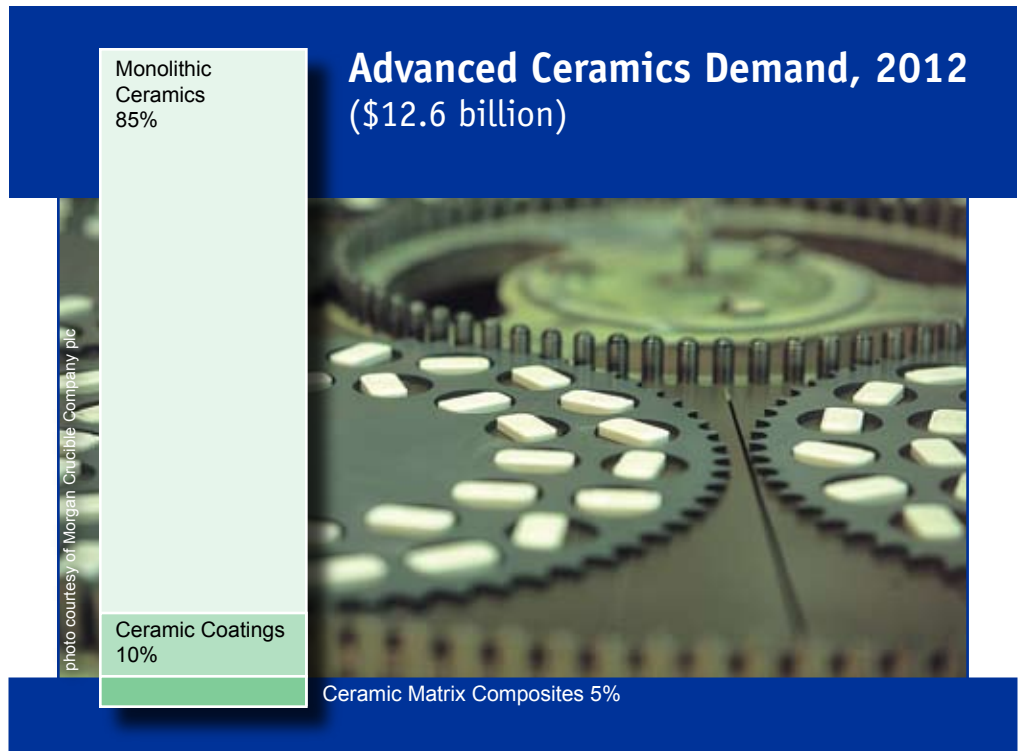 Advanced Ceramics Demand, 2012
($12.6 billion)
Monolithic
Ceramics
85%
Ceramic Coatings
10%
Ceramic Matrix Composites 5%
photo courtesy of Morgan Crucible Company plc